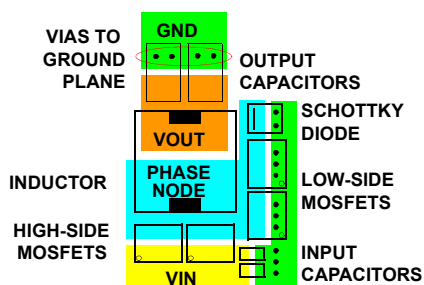 GND
VIAS TO
GROUND
PLANE
OUTPUT
CAPACITORS
SCHOTTKY
DIODE
VOUT
INDUCTOR
PHASE
NODE
LOW-SIDE
MOSFETS
HIGH-SIDE
MOSFETS
VIN
INPUT
CAPACITORS